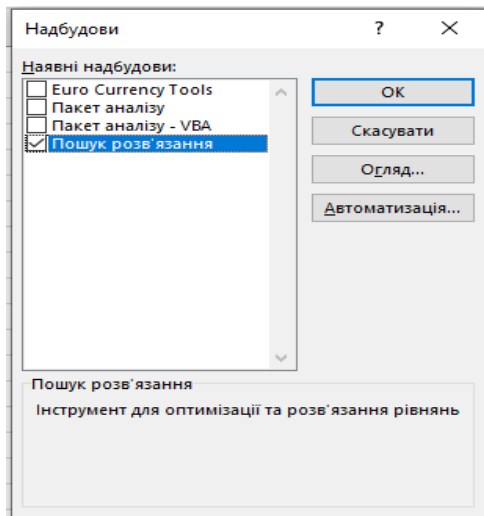 Надбудови
?
Наявні надбудови:
Euro Currency Tools
Пакет аналізу
Пакет аналізу - VBA
Пошук розв'язання
ОК
Скасувати
Огляд...
Автоматизація...
Пошук розв'язання
Інструмент для оптимізації та розв'язання рівнянь